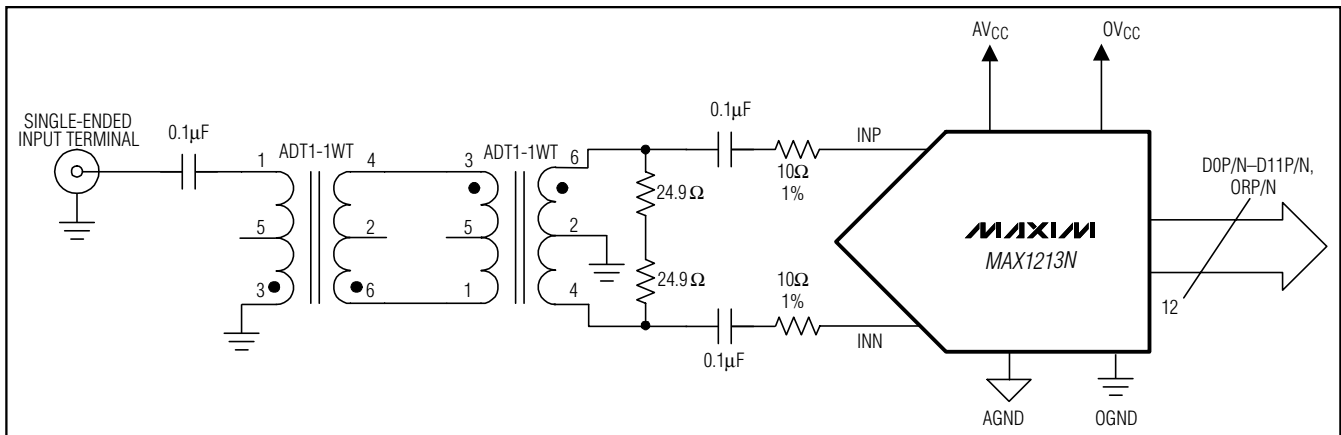 AVCC
OVCC
SINGLE-ENDED
INPUT TERMINAL
0.1µF
ADT1-1WT
ADT1-1WT
0.1µF
INP
10Ω
1%
D0P/N–D11P/N,
ORP/N
1
4
3
6
24.9Ω
5
2
5
2
MAXIM
MAX1213N
24.9Ω
10Ω
1%
3
6
1
4
12
0.1µF
INN
AGND
OGND